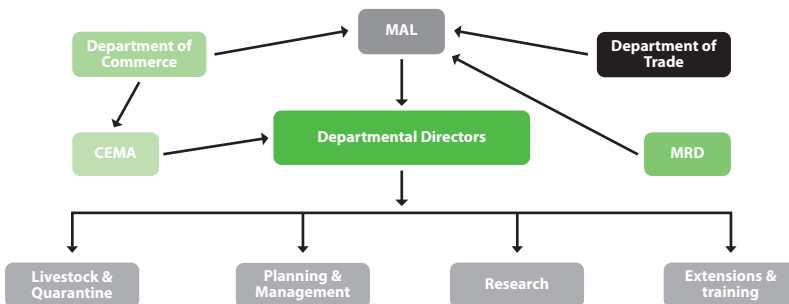 Department of
Commerce
MAL
Department of
Trade
CEMA
Departmental Directors
MRD
Livestock &
Quarantine
Planning &
Management
Research
Extensions &
training